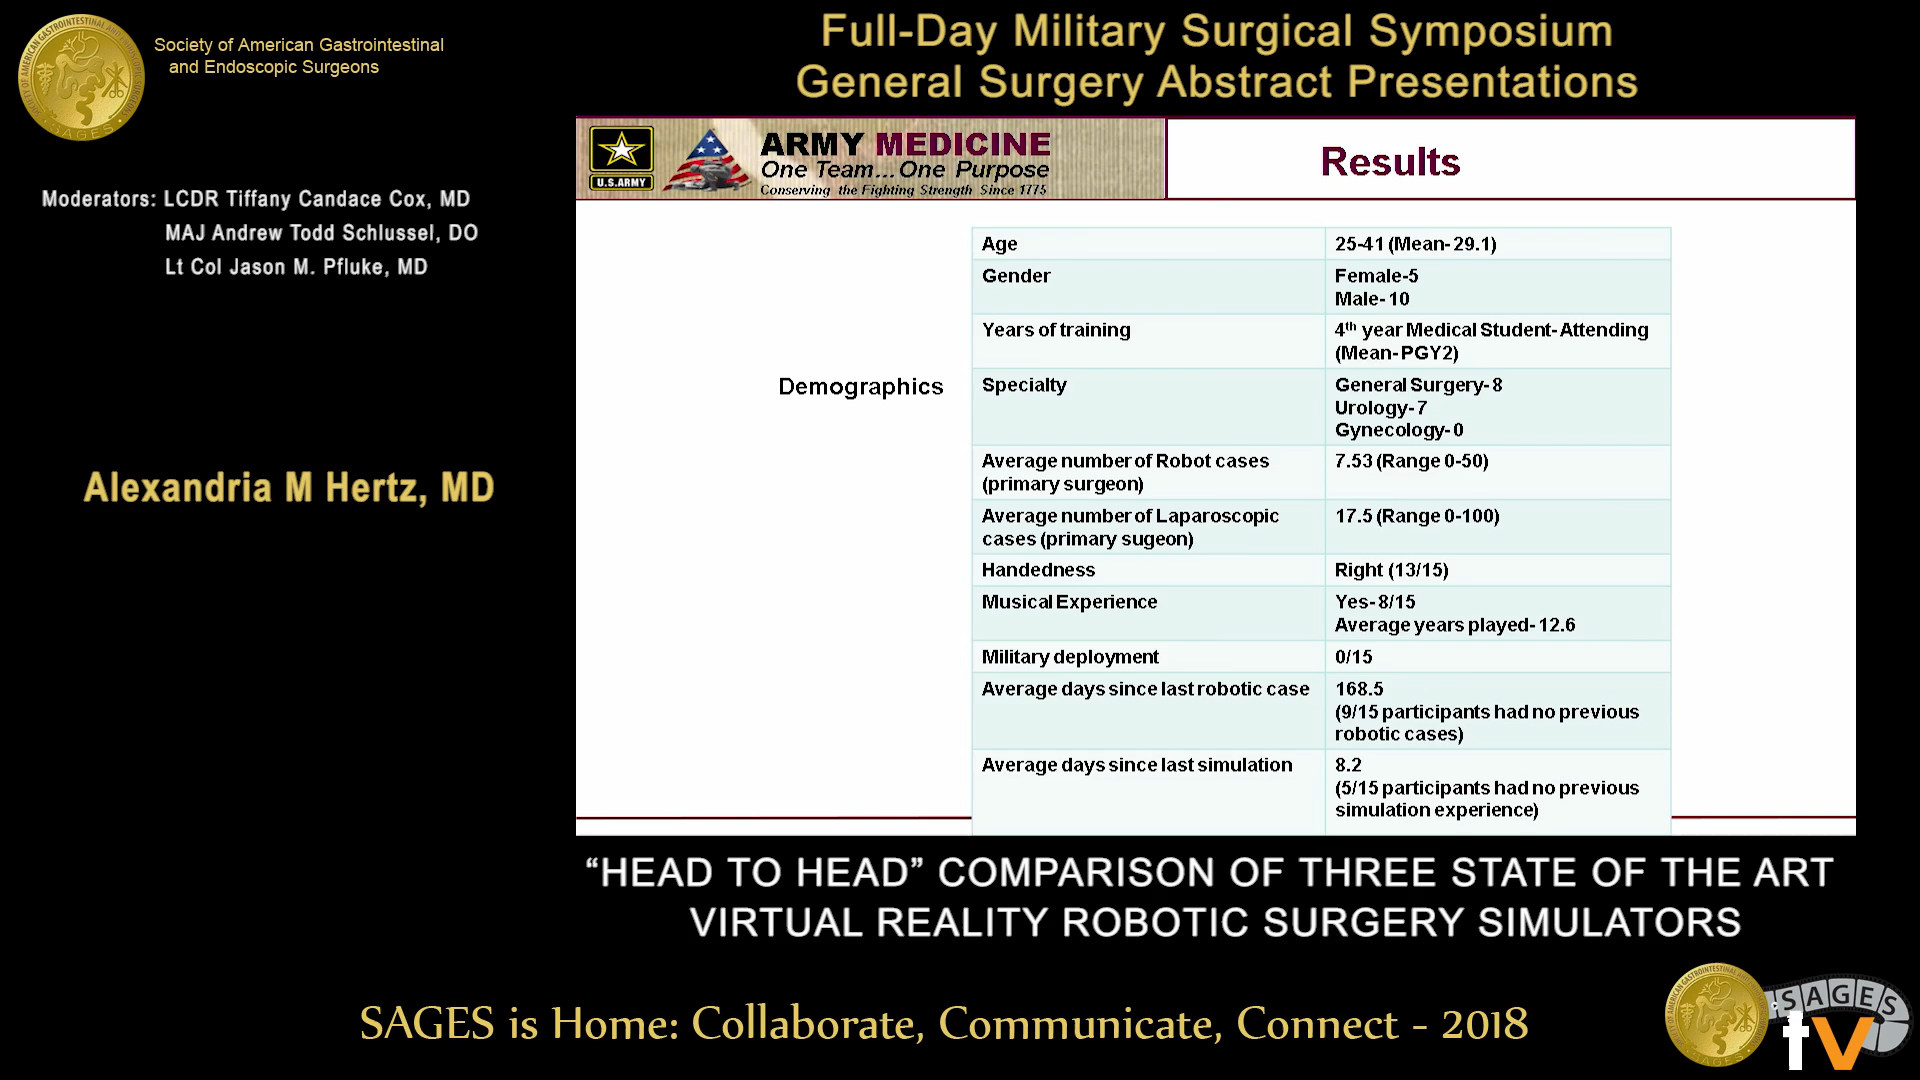 Society of American Gastrointestinal
and Endoscopic Surgeons
Full-Day Military Surgical Symposium
General Surgery Abstract Presentations
Moderators: LCDR Tiffany Candace Cox, MD
MAJ Andrew Todd Schlussel, DO
Lt Col Jason M. Pfluke, MD
Alexandria M Hertz, MD
U.S.ARMY
ARMY MEDICINE
One Team...One Purpose
Conserving the Fighting Strength Since 1775
Results
Demographics
Age 25-41 (Mean- 29.1)
Gender Female-5
Male- 10
Years of training 4th year Medical Student- Attending
(Mean- PGY2)
Specialty General Surgery- 8
Urology- 7
Gynecology- 0
Average number of Robot cases 7.53 (Range 0-50)
(primary surgeon)
Average number of Laparoscopic 17.5 (Range 0-100)
cases (primary sugeon)
Handedness Right (13/15)
Musical Experience Yes- 8/15
Average years played- 12.6
Military deployment 0/15
Average days since last robotic case 168.5
(9/15 participants had no previous
robotic cases)
Average days since last simulation 8.2
(5/15 participants had no previous
simulation experience)
“HEAD TO HEAD” COMPARISON OF THREE STATE OF THE ART
VIRTUAL REALITY ROBOTIC SURGERY SIMULATORS
SAGES is Home: Collaborate, Communicate, Connect - 2018
SAGES
tv